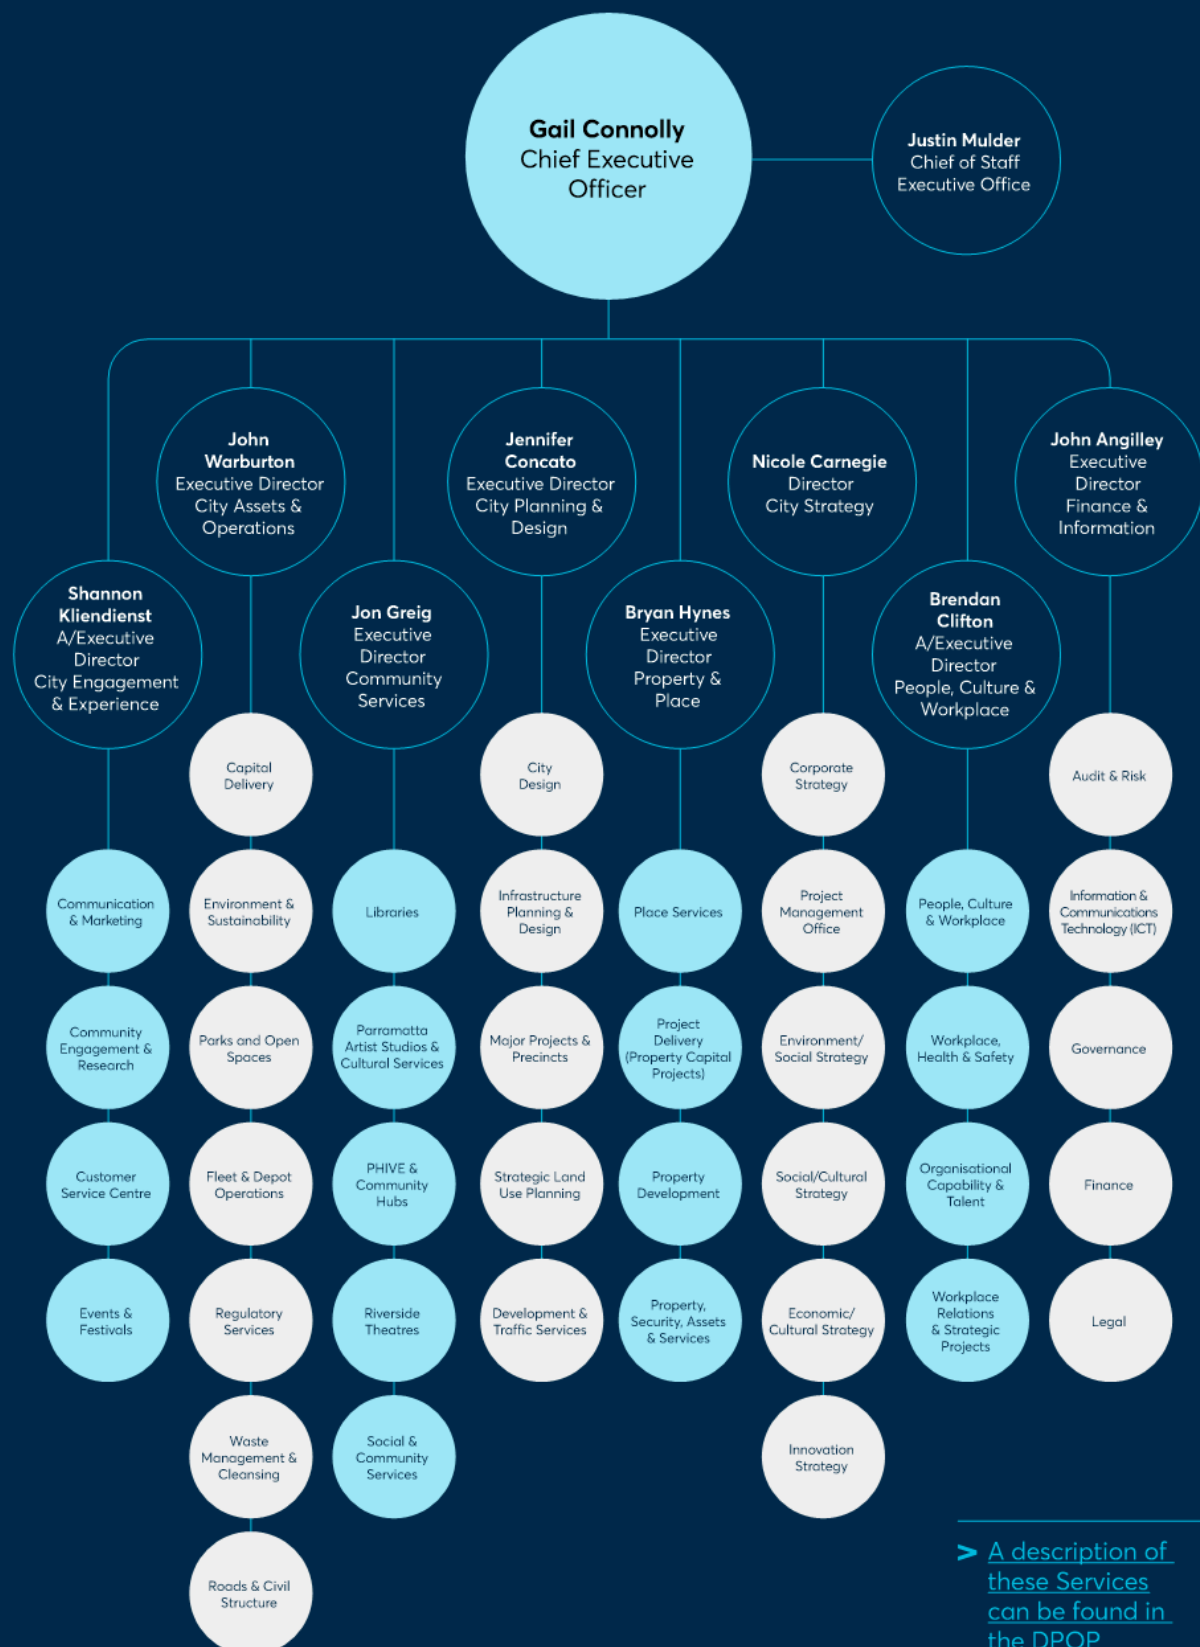 Gail Connolly
Chief Executive
Officer
Justin Mulder
Chief of Staff
Executive Office
Shannon
Kliendienst
A/Executive
Director
City Engagement
& Experience
Communication
& Marketing
Community
Engagement &
Research
Customer
Service Centre
Events &
Festivals
John
Warburton
Executive Director
City Assets &
Operations
Capital
Delivery
Environment &
Sustainability
Parks and Open
Spaces
Fleet & Depot
Operations
Regulatory
Services
Waste
Management &
Cleansing
Roads & Civil
Structure
Jon Greig
Executive
Director
Community
Services
Libraries
Parramatta
Artist Studios &
Cultural Services
PHIVE &
Community
Hubs
Riverside
Theatres
Social &
Community
Services
Jennifer
Concato
Executive Director
City Planning &
Design
City
Design
Infrastructure
Planning &
Design
Major Projects &
Precincts
Strategic Land
Use Planning
Development &
Traffic Services
Bryan Hynes
Executive
Director
Property &
Place
Place Services
Project
Delivery
(Property Capital
Projects)
Property
Development
Property,
Security, Assets
& Services
Nicole Carnegie
Director
City Strategy
Corporate
Strategy
Project
Management
Office
Environment/
Social Strategy
Social/Cultural
Strategy
Economic/
Cultural Strategy
Innovation
Strategy
Brendan
Clifton
A/Executive
Director
People, Culture &
Workplace
People, Culture
& Workplace
Workplace,
Health & Safety
Organisational
Capability &
Talent
Workplace
Relations
& Strategic
Projects
John Angilley
Executive
Director
Finance &
Information
Audit & Risk
Information &
Communications
Technology (ICT)
Governance
Finance
Legal
> A description of
these Services
can be found in
the DPOP